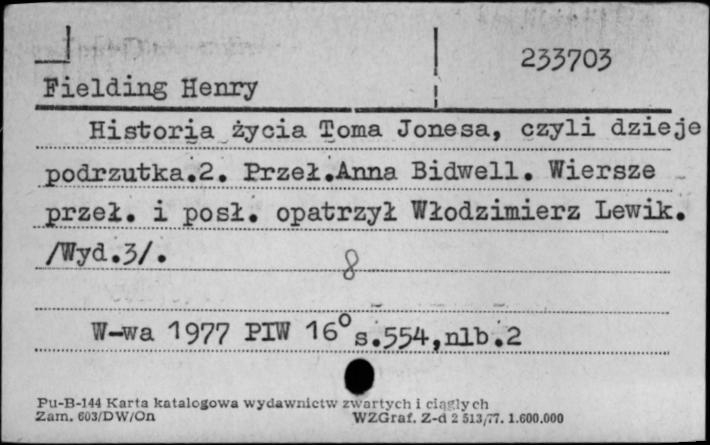 233703
Fielding Henry
Historia życia Toma Jonesa, czyli dzieje
podrzutka.2. Przeł.Anna Bidwell. Wiersze
przeł. i posł. opatrzył Włodzimierz Lewik.
/Wyd.3/.
8
W-wa 1977 PIW 16° s.554,nlb.2
Pu-B-144 Karta katalogowa wydawnictw zwartych i ciągłych
Zam. 603/DW/On WZGraf. Z-d 2 513/77. 1.600.000